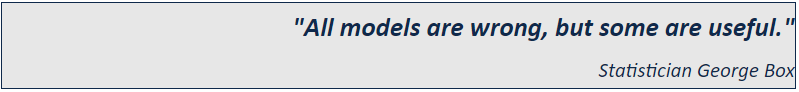 "All models are wrong, but some are useful."
Statistician George Box